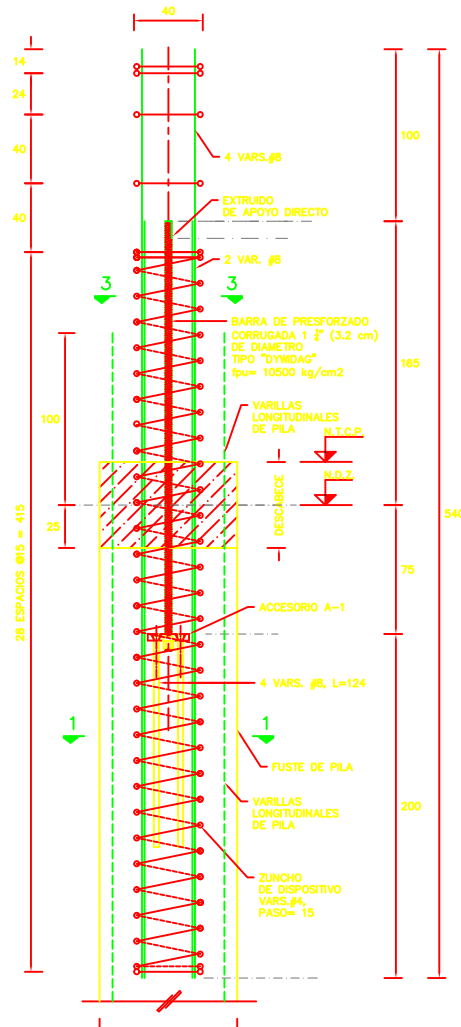 40
14
24
100
40
4 VARS.#8
40
EXTRUIDO
DE APOYO DIRECTO
2 VAR. #8
3
3
BARRA DE PRESFORZADO
CORRUGADA 1 ¼" (3.2 cm)
DE DIAMETRO
TIPO "DYWIDAG"
fpu= 10500 kg/cm2
165
100
VARILLAS
LONGITUDINALES
DE PILA
N.T.C.P.
N.D.Z.
DESCABECE
540
25
28 ESPACIOS @15 = 415
75
ACCESORIO A-1
4 VARS. #8, L=124
1
1
FUSTE DE PILA
VARILLAS
LONGITUDINALES
DE PILA
200
ZUNCHO
DE DISPOSITIVO
VARS.#4,
PASO= 15